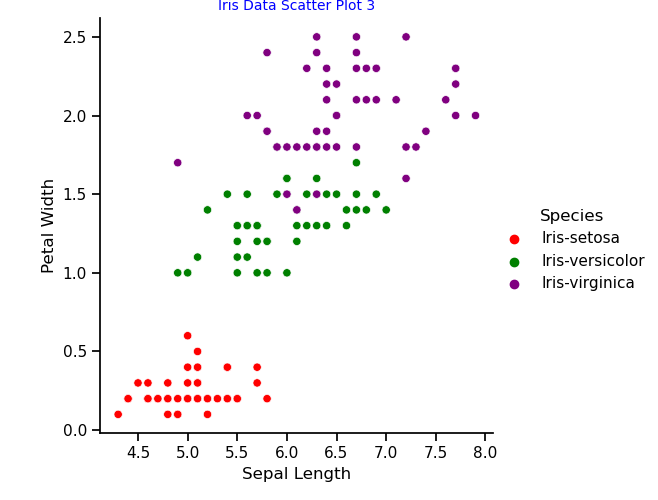 Iris Data Scatter Plot 3
2.5
2.0
1.5
1.0
0.5
0.0
Petal Width
4.5 5.0 5.5 6.0 6.5 7.0 7.5 8.0
Sepal Length
Species
Iris-setosa
Iris-versicolor
Iris-virginica